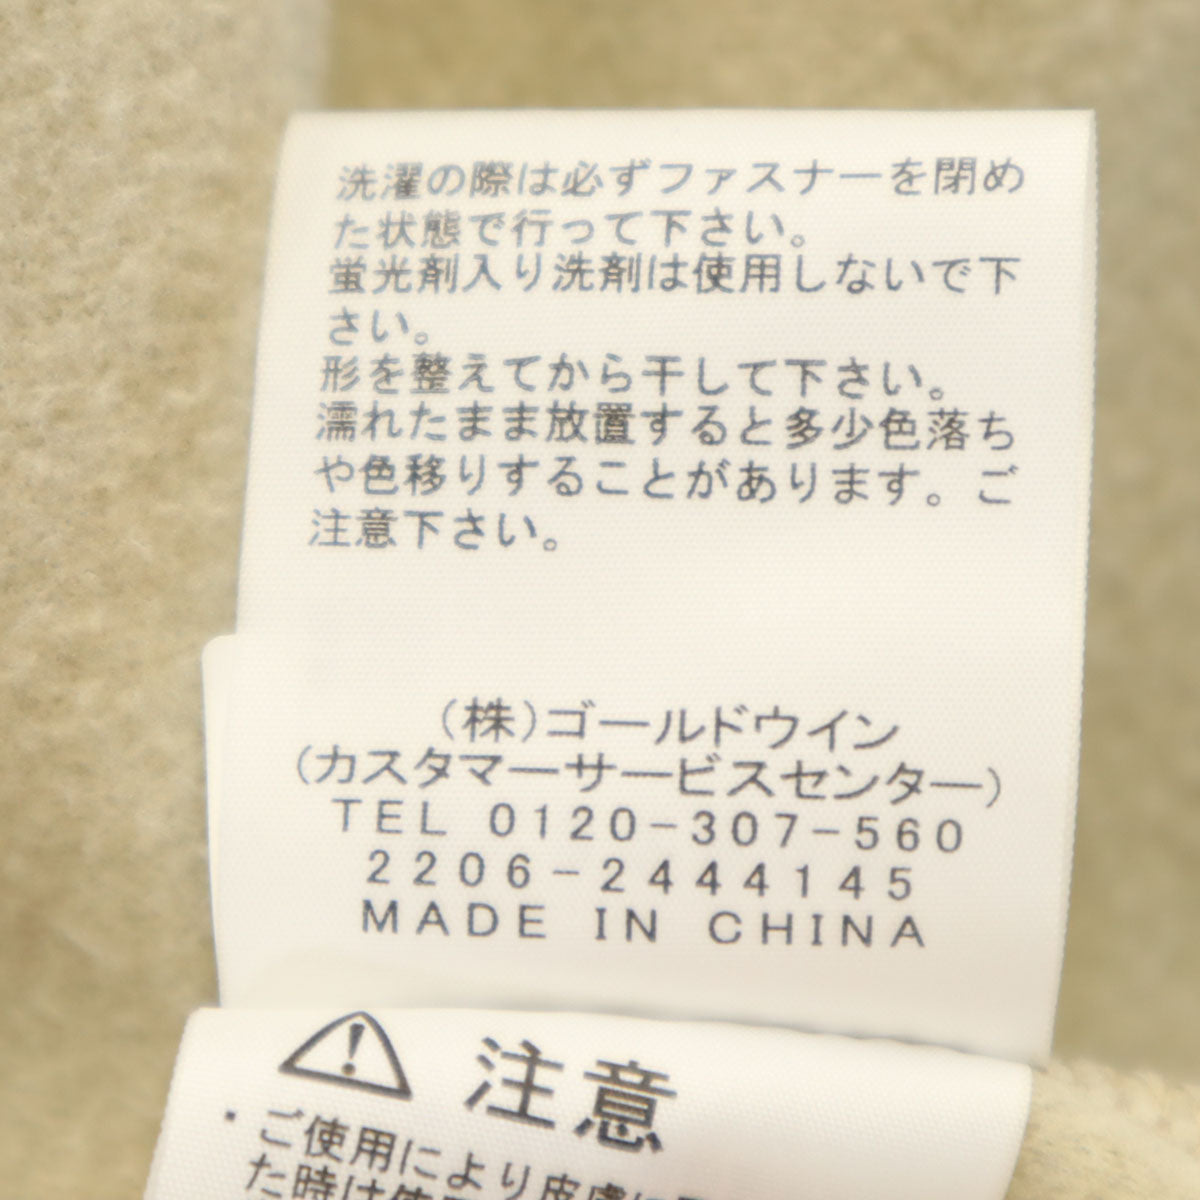 洗濯の際は必ずファスナーを閉め
た状態で行って下さい。
蛍光剤入り洗剤は使用しないで下
さい。
形を整えてから干して下さい。
濡れたまま放置すると多少色落ち
や色移りすることがあります。ご
注意下さい。
(株)ゴールドウイン
(カスタマーサービスセンター)
TEL 0120-307-560
2206-2444145
MADE IN CHINA
注意
・ご使用により皮膚に
た時は使